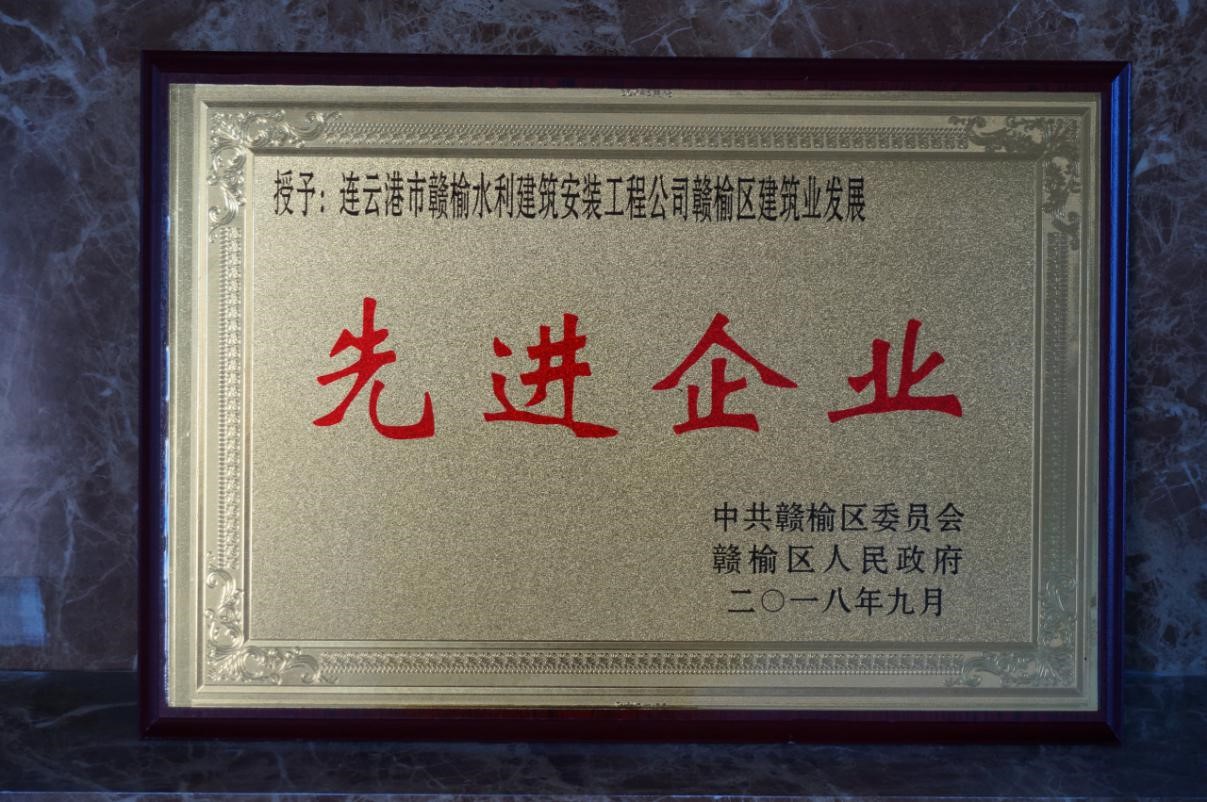 授予：连云港市赣榆水利建筑安装工程公司赣榆区建筑业发展
先进企业
中共赣榆区委员会
赣榆区人民政府
二〇一八年九月